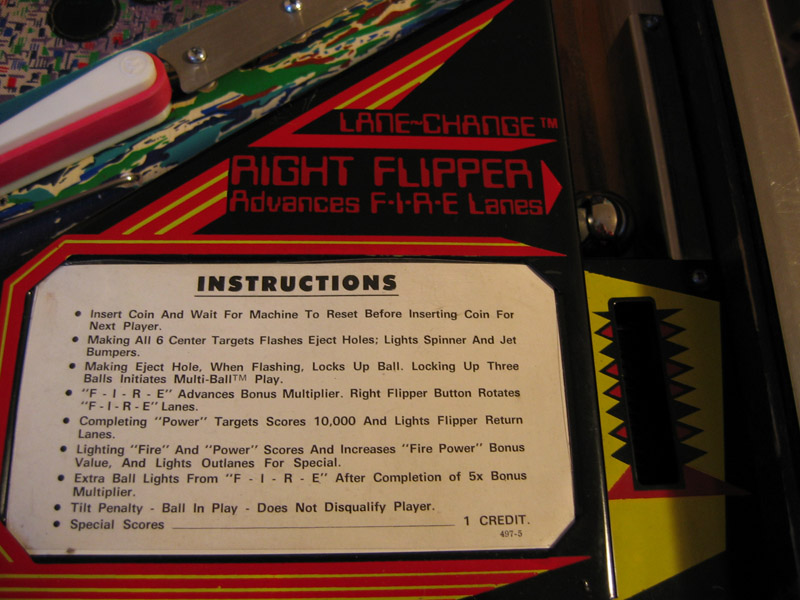 LANE~CHANGE™
RIGHT FLIPPER
Advances F·I·R·E Lanes
INSTRUCTIONS
• Insert Coin And Wait For Machine To Reset Before Inserting Coin For
Next Player.
• Making All 6 Center Targets Flashes Eject Holes; Lights Spinner And Jet
Bumpers.
• Making Eject Hole, When Flashing, Locks Up Ball. Locking Up Three
Balls Initiates Multi-Ball™ Play.
• "F - I - R - E" Advances Bonus Multiplier. Right Flipper Button Rotates
"F - I - R - E" Lanes.
• Completing "Power" Targets Scores 10,000 And Lights Flipper Return
Lanes.
• Lighting "Fire" And "Power" Scores And Increases "Fire Power" Bonus
Value, And Lights Outlanes For Special.
• Extra Ball Lights From "F - I - R - E" After Completion of 5x Bonus
Multiplier.
• Tilt Penalty - Ball In Play - Does Not Disqualify Player.
• Special Scores 1 CREDIT.
497-5